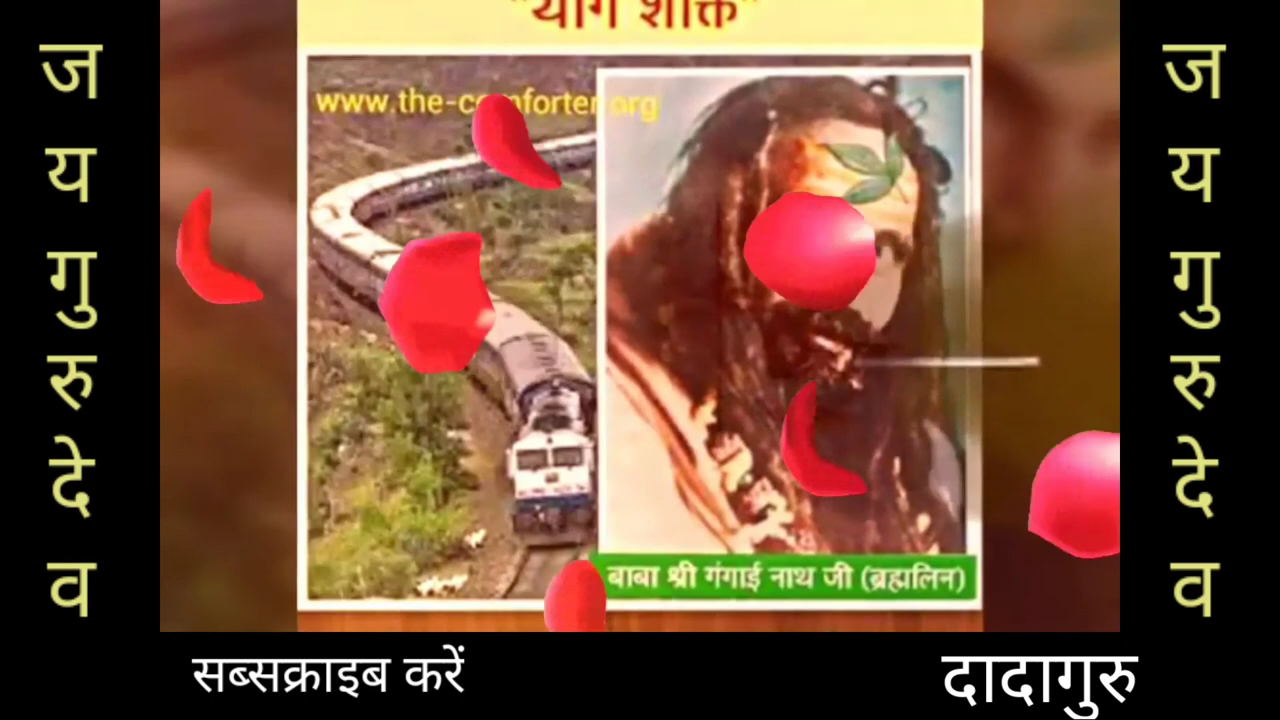 "योग शक्ति"
www.the-comforter.org
बाबा श्री गंगाई नाथ जी (ब्रह्मलिन)
जय गुरुदेव
जय गुरुदेव
सब्सक्राइब करें
दादागुरु